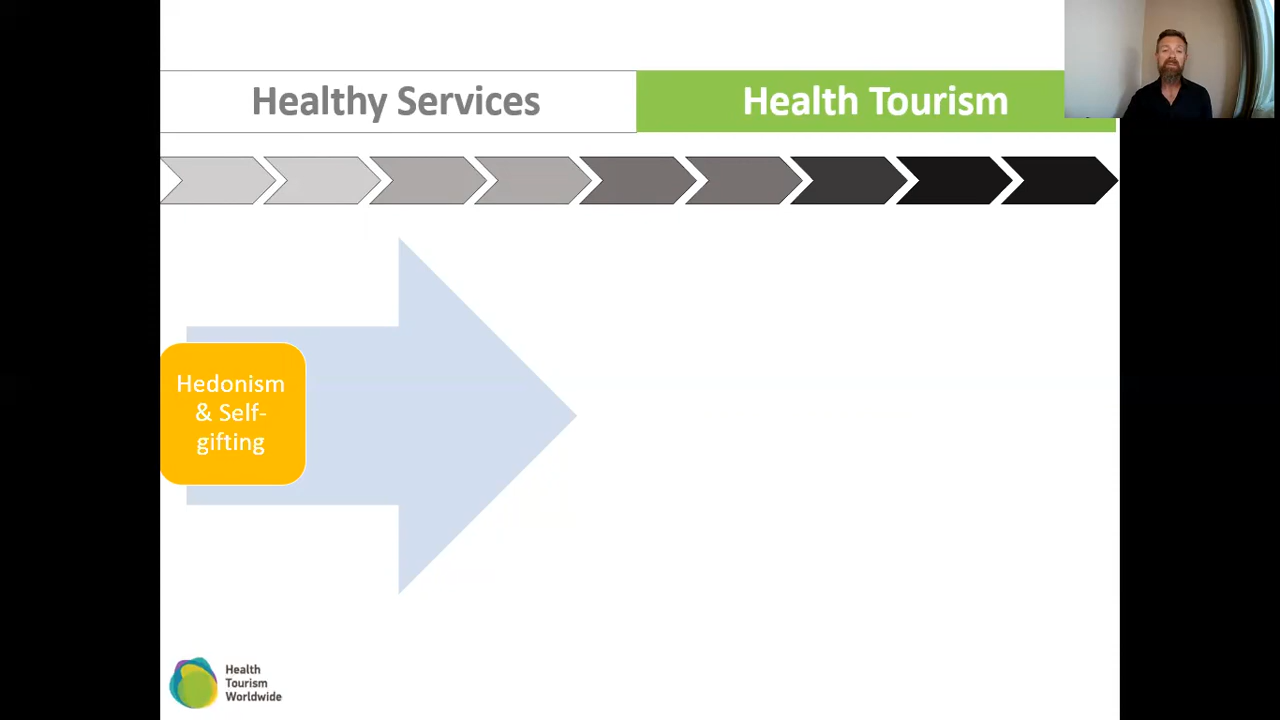 Healthy Services
Health Tourism
Hedonism
& Self-
gifting
Health
Tourism
Worldwide